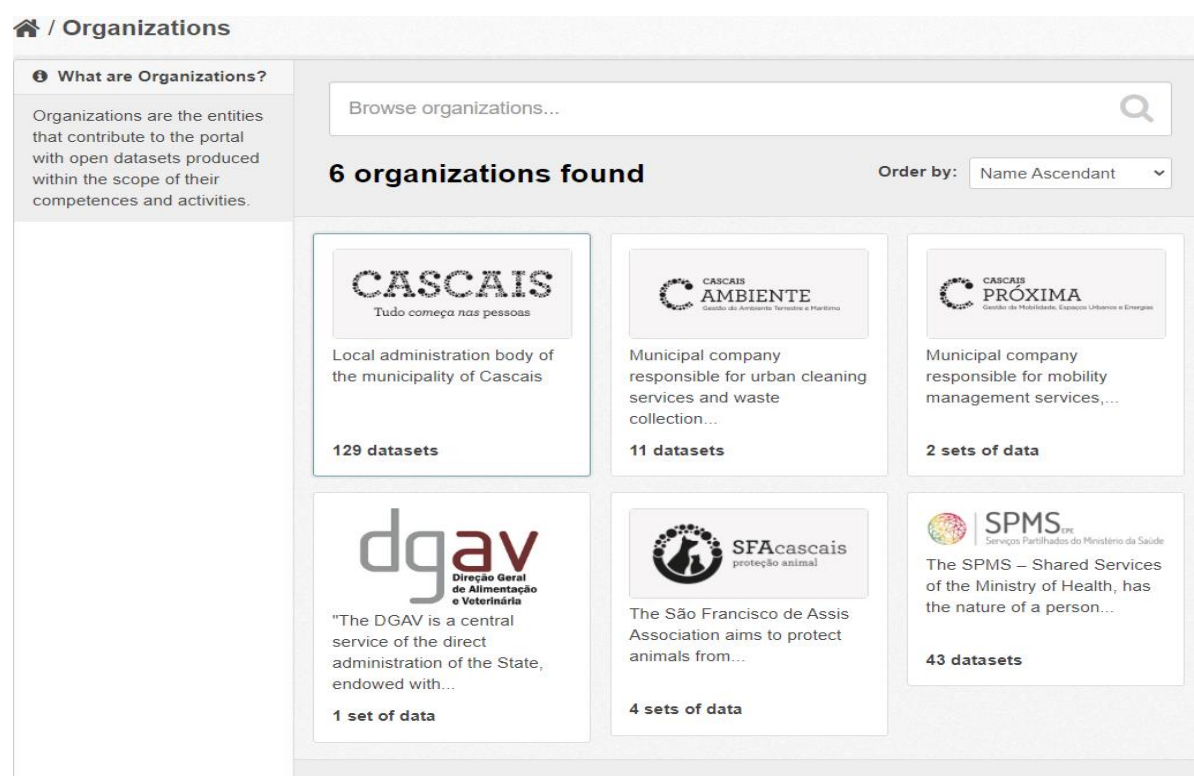 / Organizations
What are Organizations?
Organizations are the entities
that contribute to the portal
with open datasets produced
within the scope of their
competences and activities.
Browse organizations...
6 organizations found
Order by: Name Ascendant
CASCAIS
Tudo começa nas pessoas
Local administration body of
the municipality of Cascais
129 datasets
CASCAIS
AMBIENTE
Gestão do Ambiente Terrestre e Marítimo
Municipal company
responsible for urban cleaning
services and waste
collection...
11 datasets
CASCAIS
PRÓXIMA
Gestão da Mobilidade, Espaços Urbanos e Energias
Municipal company
responsible for mobility
management services,...
2 sets of data
dgav
Direção Geral
de Alimentação
e Veterinária
"The DGAV is a central
service of the direct
administration of the State,
endowed with...
1 set of data
SFAcascais
proteção animal
The São Francisco de Assis
Association aims to protect
animals from...
4 sets of data
SPMS EPE
Serviços Partilhados do Ministério da Saúde
The SPMS – Shared Services
of the Ministry of Health, has
the nature of a person...
43 datasets